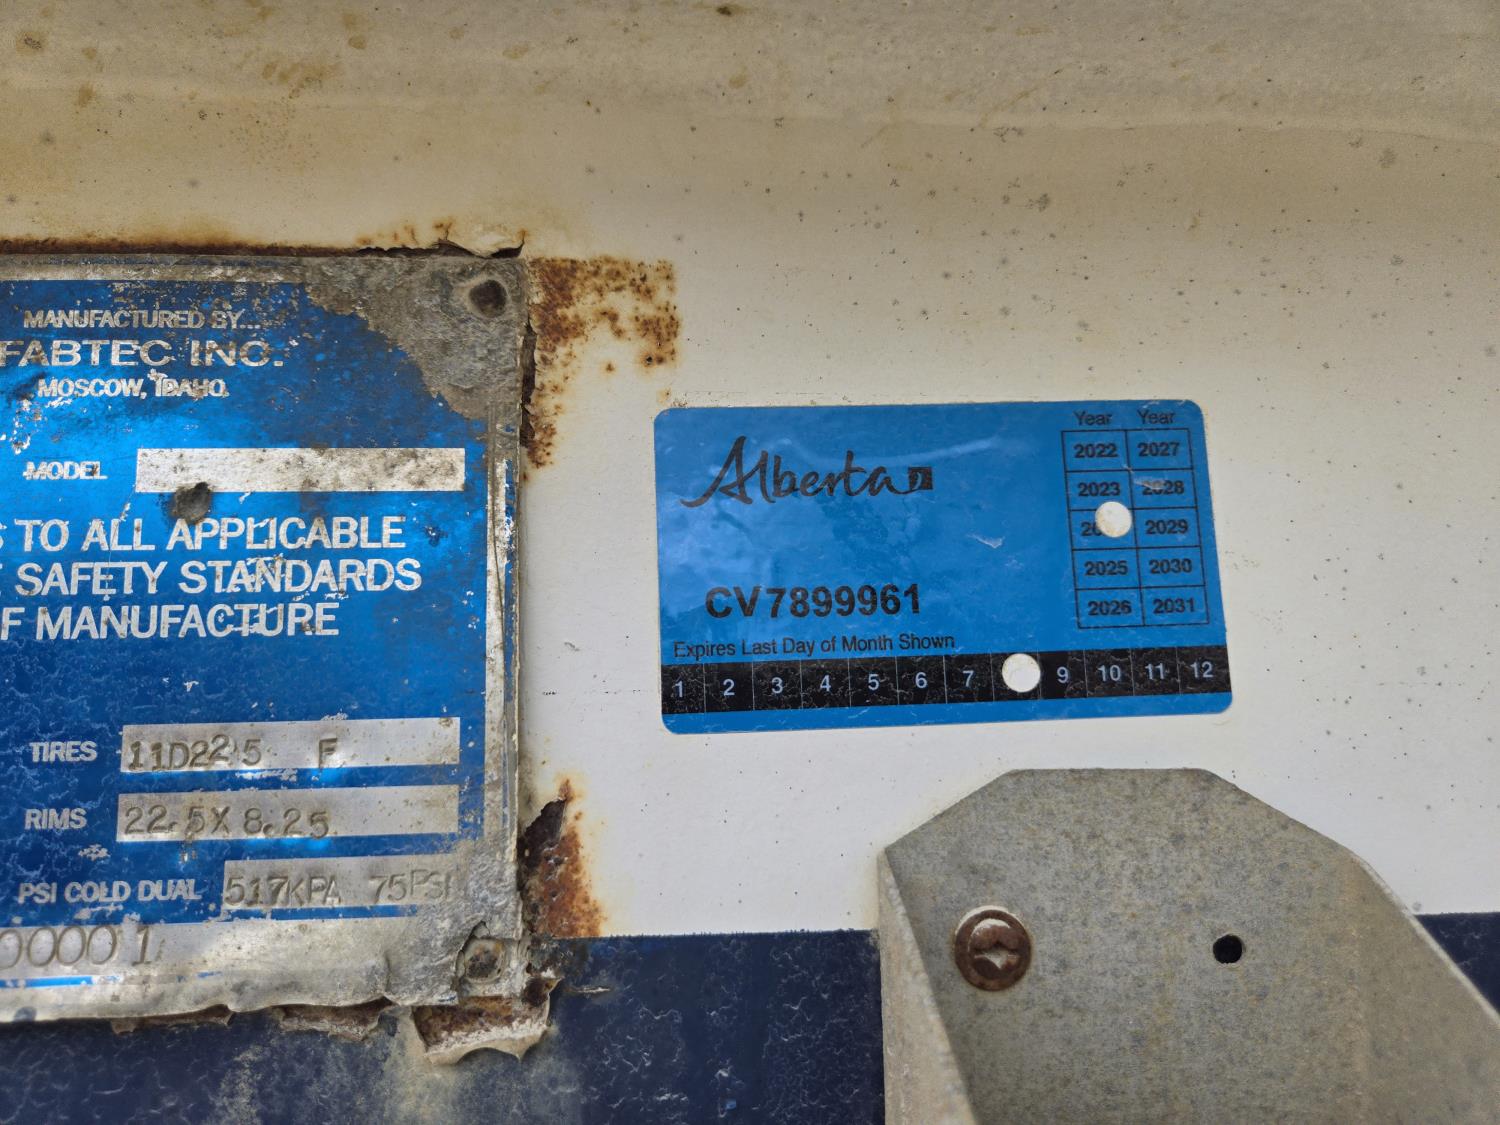 MANUFACTURED BY...
FABTEC INC.
MOSCOW, IDAHO
MODEL
TO ALL APPLICABLE
SAFETY STANDARDS
F MANUFACTURE
TIRES 11D22.5 F
RIMS 22.5X8.25
PSI COLD DUAL 517KPA 75PSI
00001
Alberta
CV7899961
Expires Last Day of Month Shown
1 2 3 4 5 6 7 9 10 11 12
Year Year
2022 2027
2023 2028
2029
2025 2030
2026 2031